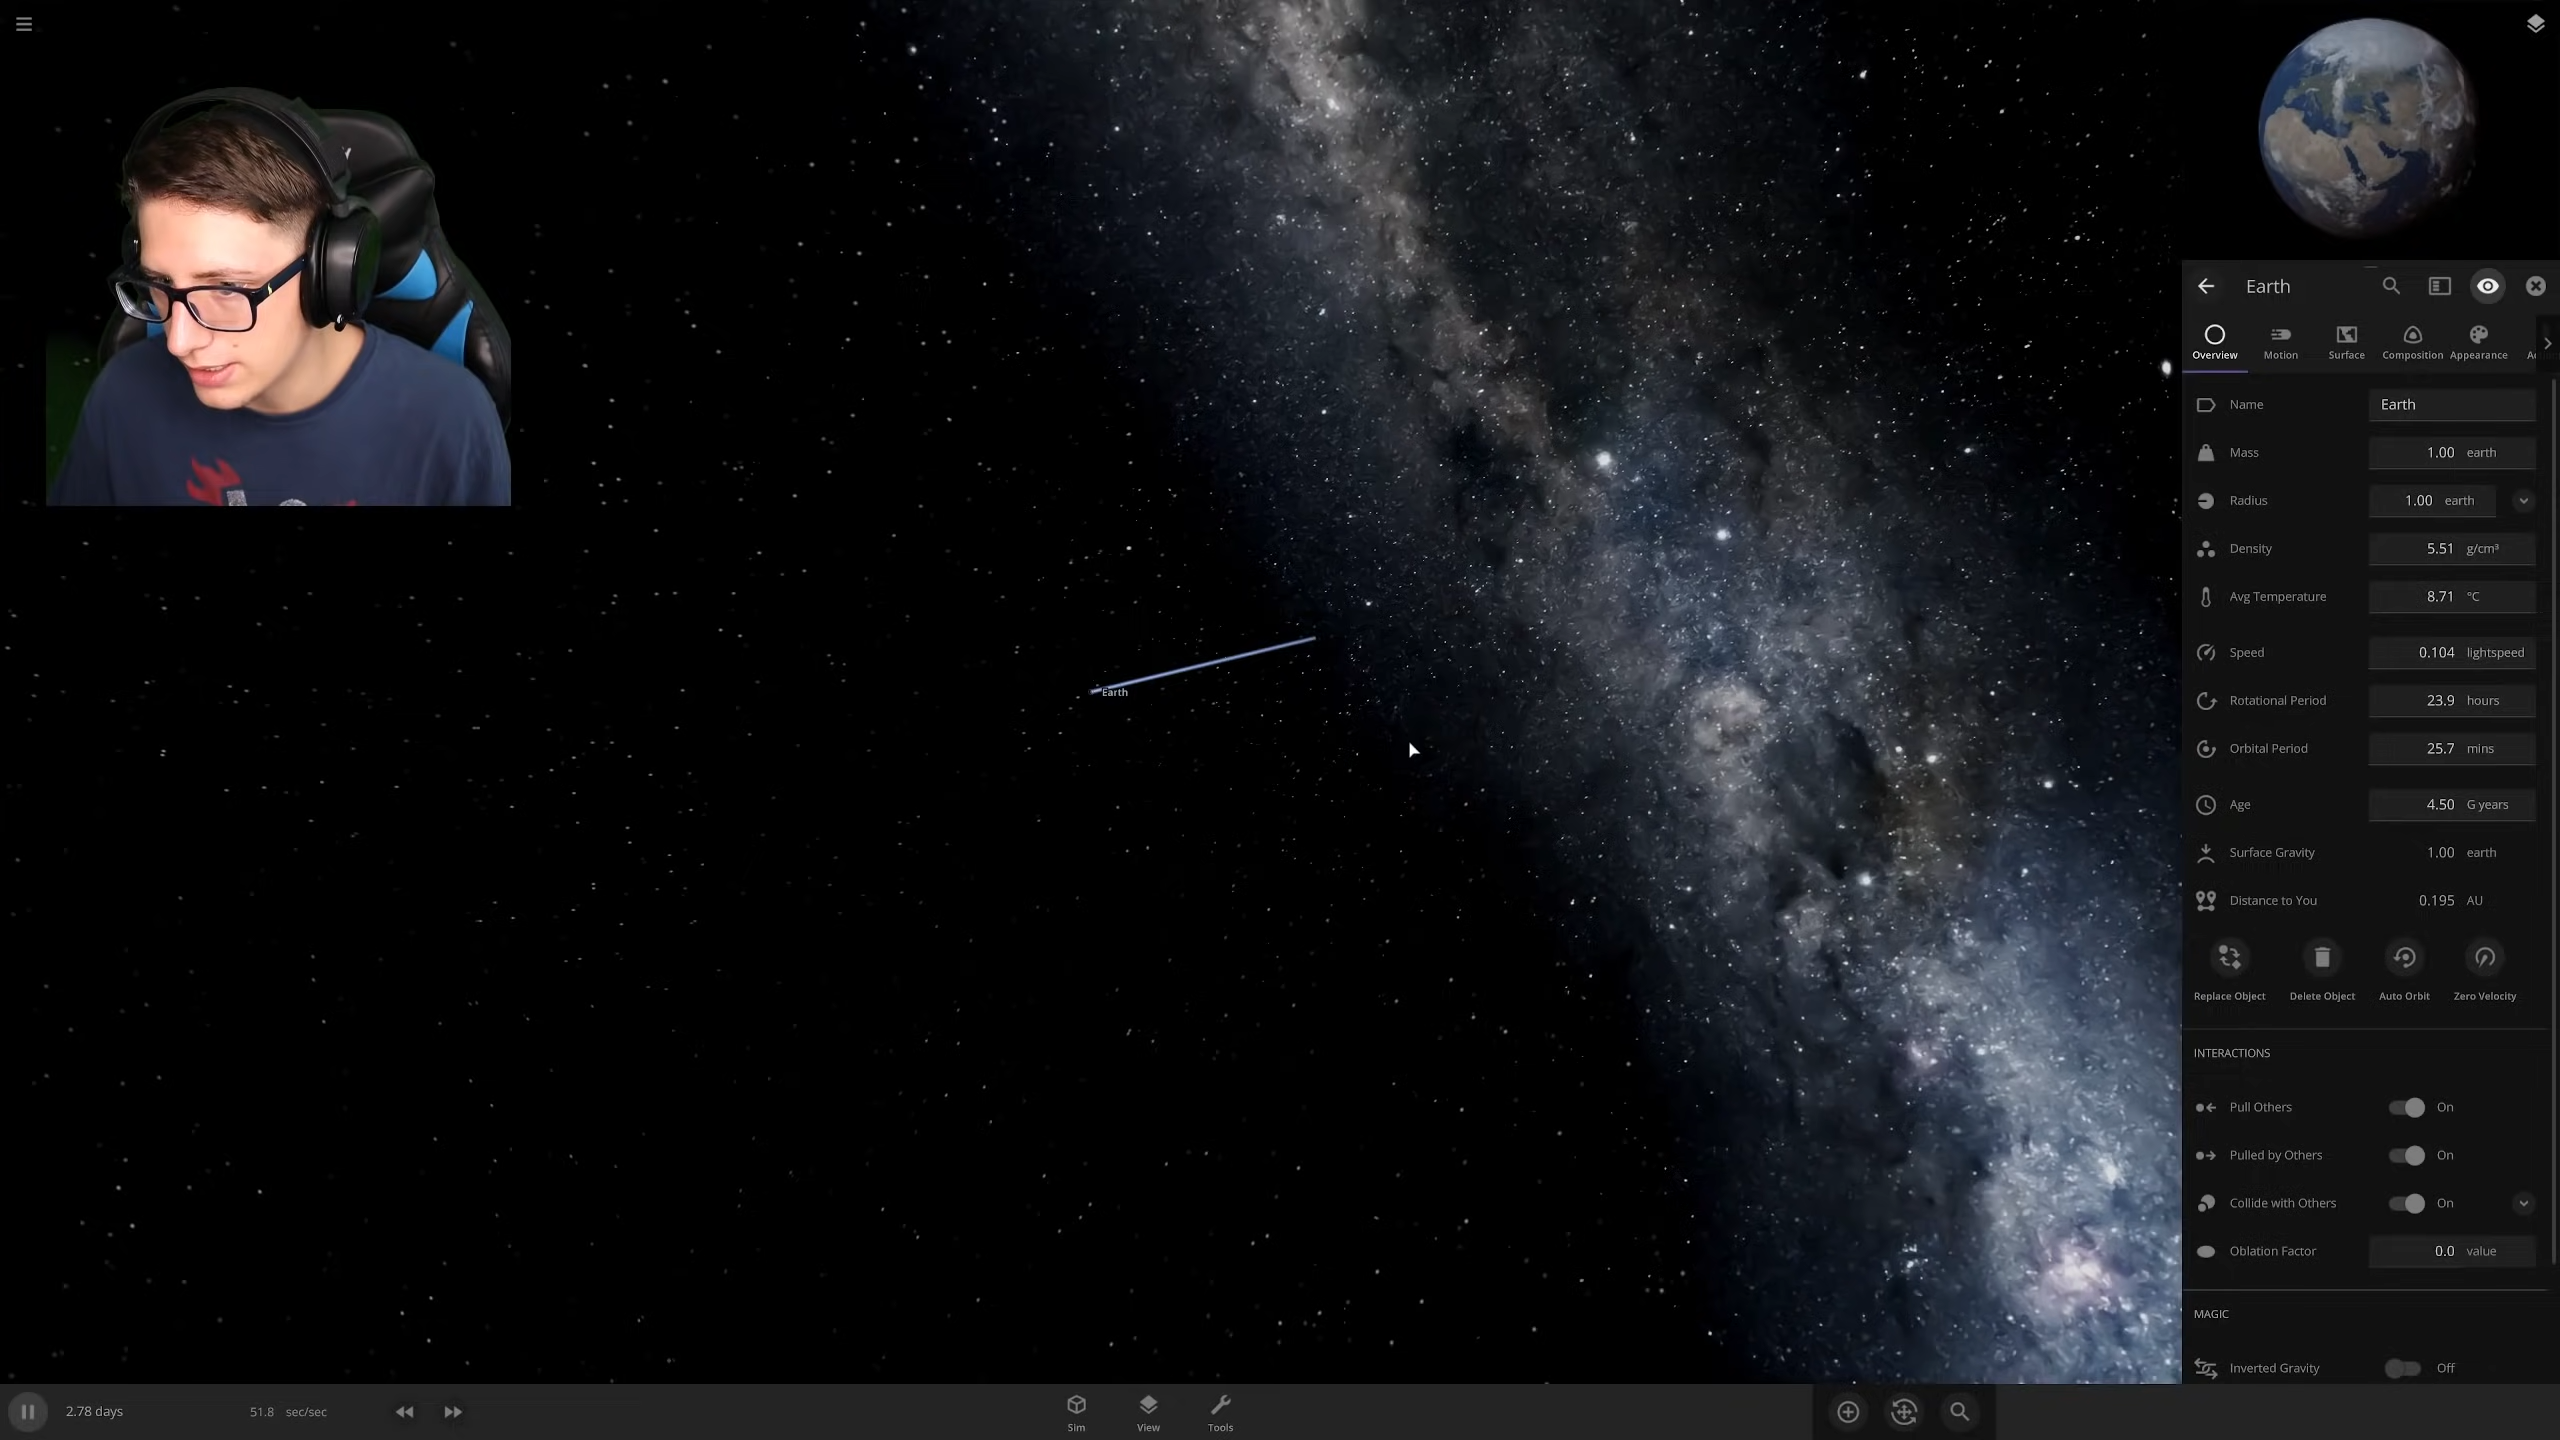 Earth
Overview
Motion
Surface
Composition
Appearance
Name
Earth
Mass
1.00 earth
Radius
1.00 earth
Density
5.51 g/cm³
Avg Temperature
8.71 °C
Speed
0.104 lightspeed
Rotational Period
23.9 hours
Orbital Period
25.7 mins
Age
4.50 G years
Surface Gravity
1.00 earth
Distance to You
0.195 AU
Replace Object
Delete Object
Auto Orbit
Zero Velocity
INTERACTIONS
Pull Others
On
Pulled by Others
On
Collide with Others
On
Oblation Factor
0.0 value
MAGIC
Inverted Gravity
Off
Earth
2.78 days
51.8 sec/sec
Sim
View
Tools